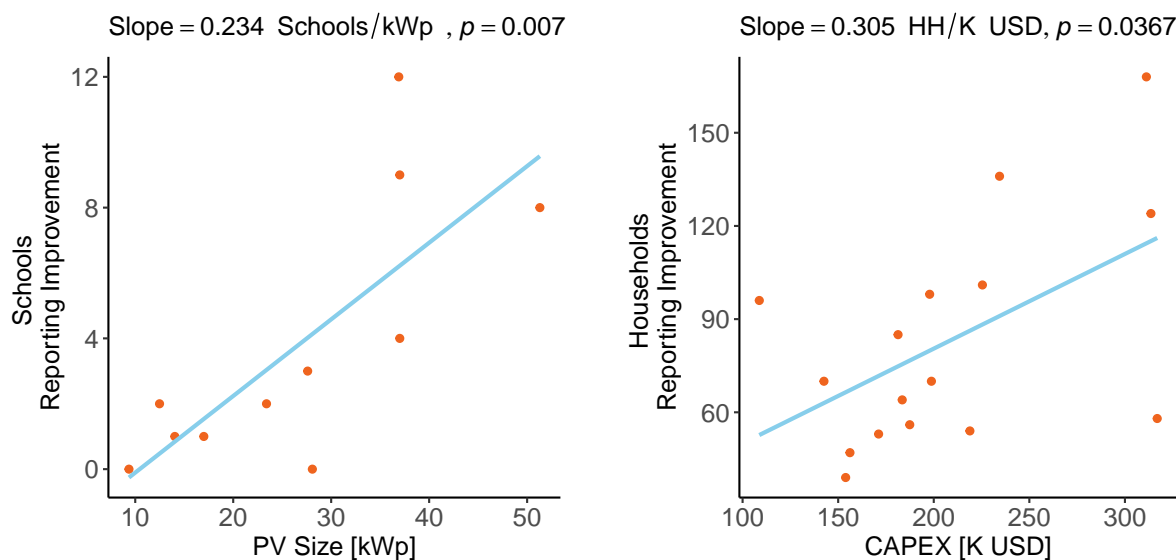 Slope = 0.234 Schools/kWp , p = 0.007
12
8
4
0
Schools
Reporting Improvement
10 20 30 40 50
PV Size [kWp]
Slope = 0.305 HH/K USD, p = 0.0367
150
120
90
60
Households
Reporting Improvement
100 150 200 250 300
CAPEX [K USD]